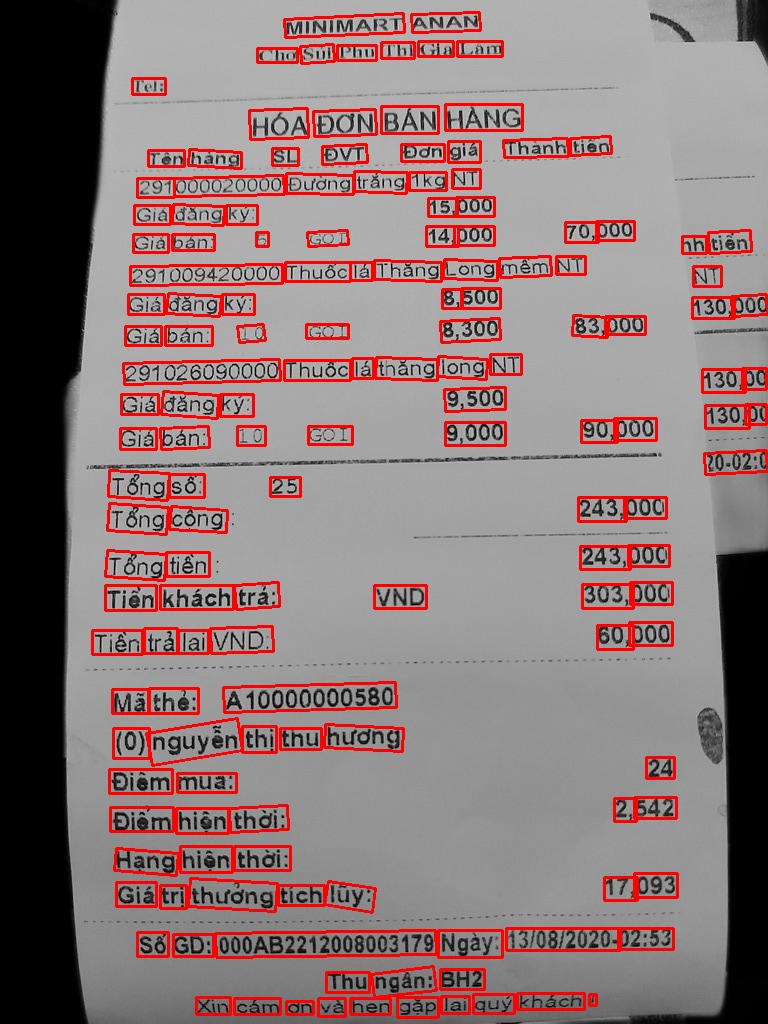 MINIMART ANAN
Chợ Sủi Phú Thị Gia Lâm
Tel:
HÓA ĐƠN BÁN HÀNG
Tên hàng SL ĐVT Đơn giá Thành tiền
291000020000 Đường trắng 1kg NT
Giá đăng ký: 15,000
Giá bán: 5 GOI 14,000 70,000
291009420000 Thuốc lá Thăng Long mềm NT
Giá đăng ký: 8,500
Giá bán: 10 GOI 8,300 83,000
291026090000 Thuốc lá thăng long NT
Giá đăng ký: 9,500
Giá bán: 10 GOI 9,000 90,000
Tổng số: 25
Tổng cộng : 243,000
Tổng tiền : 243,000
Tiền khách trả: VND 303,000
Tiền trả lại VND: 60,000
Mã thẻ: A10000000580
(0) nguyễn thị thu hương
Điểm mua: 24
Điểm hiện thời: 2,542
Hạng hiện thời:
Giá trị thưởng tích lũy: 17,093
Số GD: 000AB2212008003179 Ngày: 13/08/2020-02:53
Thu ngân: BH2
Xin cám ơn và hẹn gặp lại quý khách !
tiền
NT
130,000